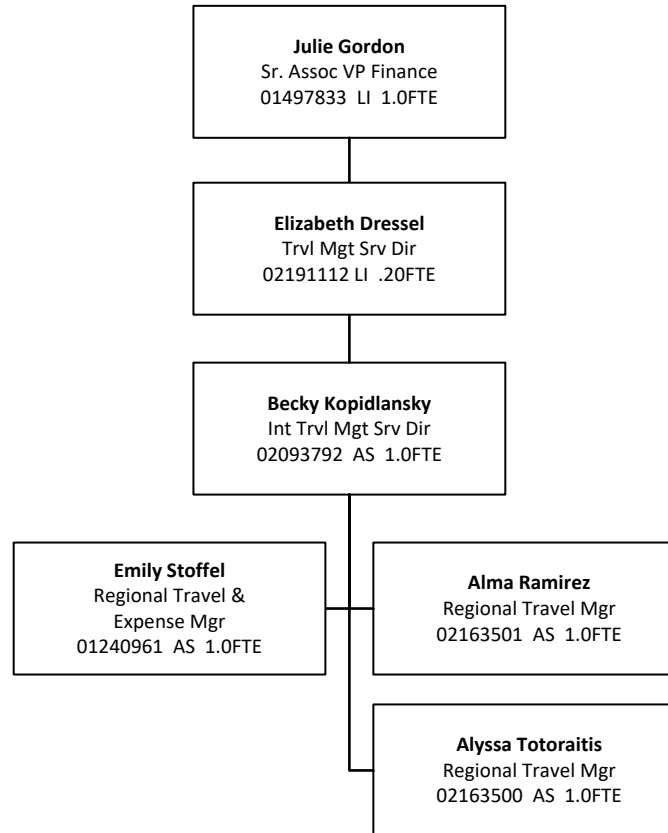 Julie Gordon
Sr. Assoc VP Finance
01497833 LI 1.0FTE
Elizabeth Dressel
Trvl Mgt Srv Dir
02191112 LI .20FTE
Becky Kopidlansky
Int Trvl Mgt Srv Dir
02093792 AS 1.0FTE
Emily Stoffel
Regional Travel &
Expense Mgr
01240961 AS 1.0FTE
Alma Ramirez
Regional Travel Mgr
02163501 AS 1.0FTE
Alyssa Totoraitis
Regional Travel Mgr
02163500 AS 1.0FTE